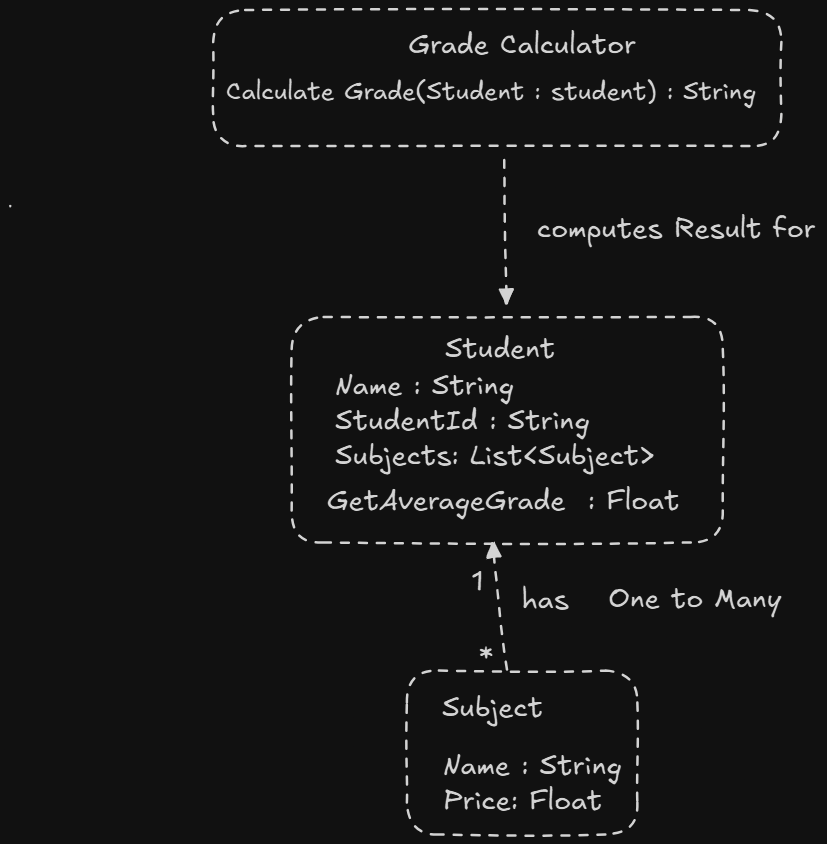 Grade Calculator
Calculate Grade(Student : student) : String
computes Result for
Student
Name : String
StudentId : String
Subjects: List<Subject>
GetAverageGrade : Float
1
has One to Many
*
Subject
Name : String
Price: Float